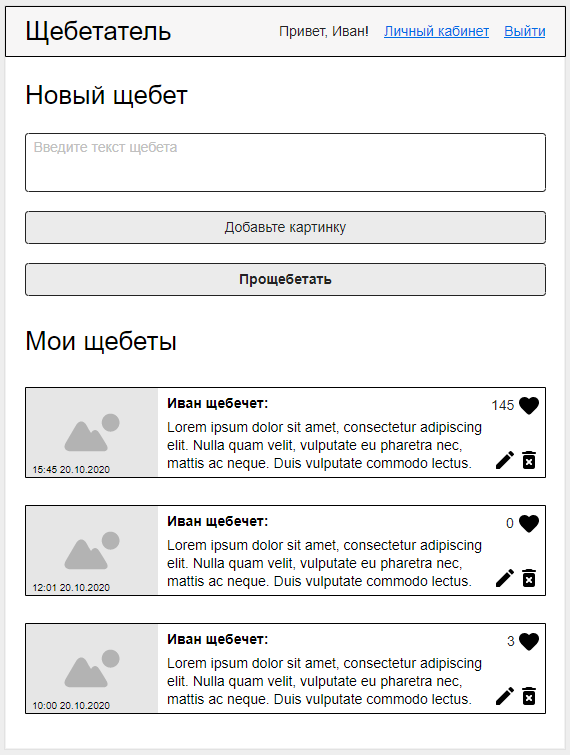 Щебетатель
Привет, Иван! Личный кабинет Выйти
Новый щебет
Введите текст щебета
Добавьте картинку
Прощебетать
Мои щебеты
Иван щебечет:
145
Lorem ipsum dolor sit amet, consectetur adipiscing
elit. Nulla quam velit, vulputate eu pharetra nec,
mattis ac neque. Duis vulputate commodo lectus.
15:45 20.10.2020
Иван щебечет:
0
Lorem ipsum dolor sit amet, consectetur adipiscing
elit. Nulla quam velit, vulputate eu pharetra nec,
mattis ac neque. Duis vulputate commodo lectus.
12:01 20.10.2020
Иван щебечет:
3
Lorem ipsum dolor sit amet, consectetur adipiscing
elit. Nulla quam velit, vulputate eu pharetra nec,
mattis ac neque. Duis vulputate commodo lectus.
10:00 20.10.2020